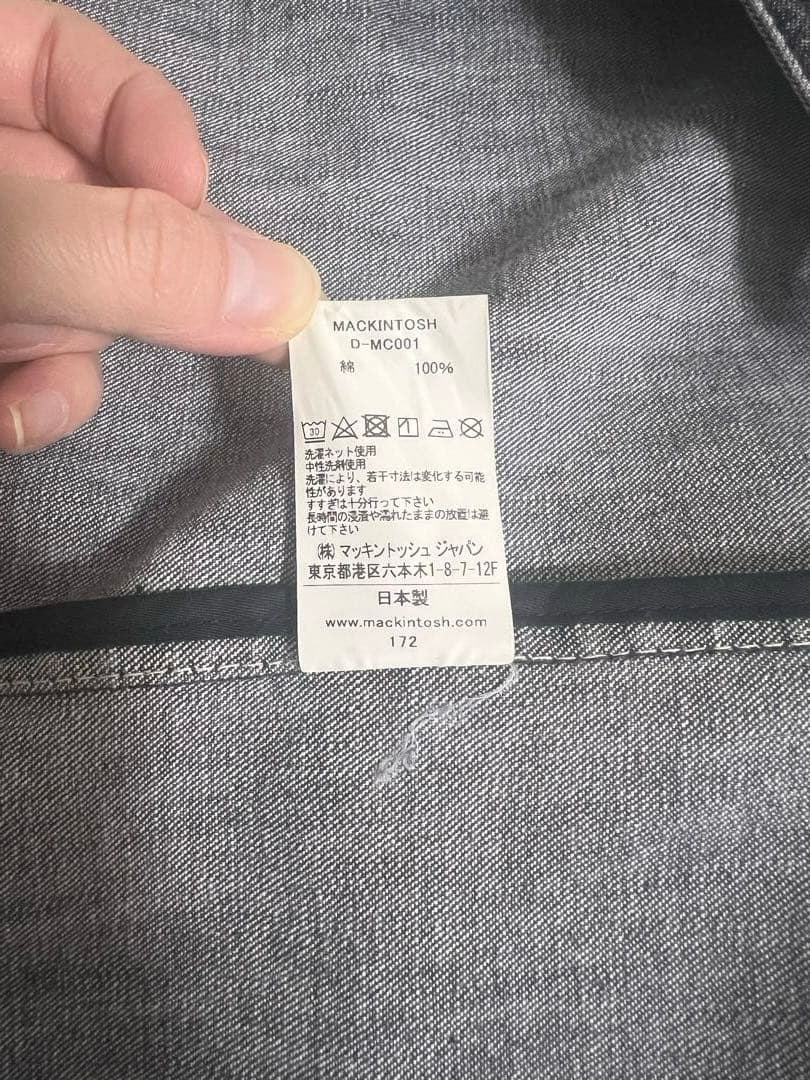 MACKINTOSH
D-MC001
綿 100%
30
洗濯ネット使用
中性洗剤使用
洗濯により、若干寸法は変化する可能
性があります
すすぎは十分行って下さい
長時間の浸漬や濡れたままの放置は避
けて下さい
㈱ マッキントッシュ ジャパン
東京都港区六本木1-8-7-12F
日本製
www.mackintosh.com
172